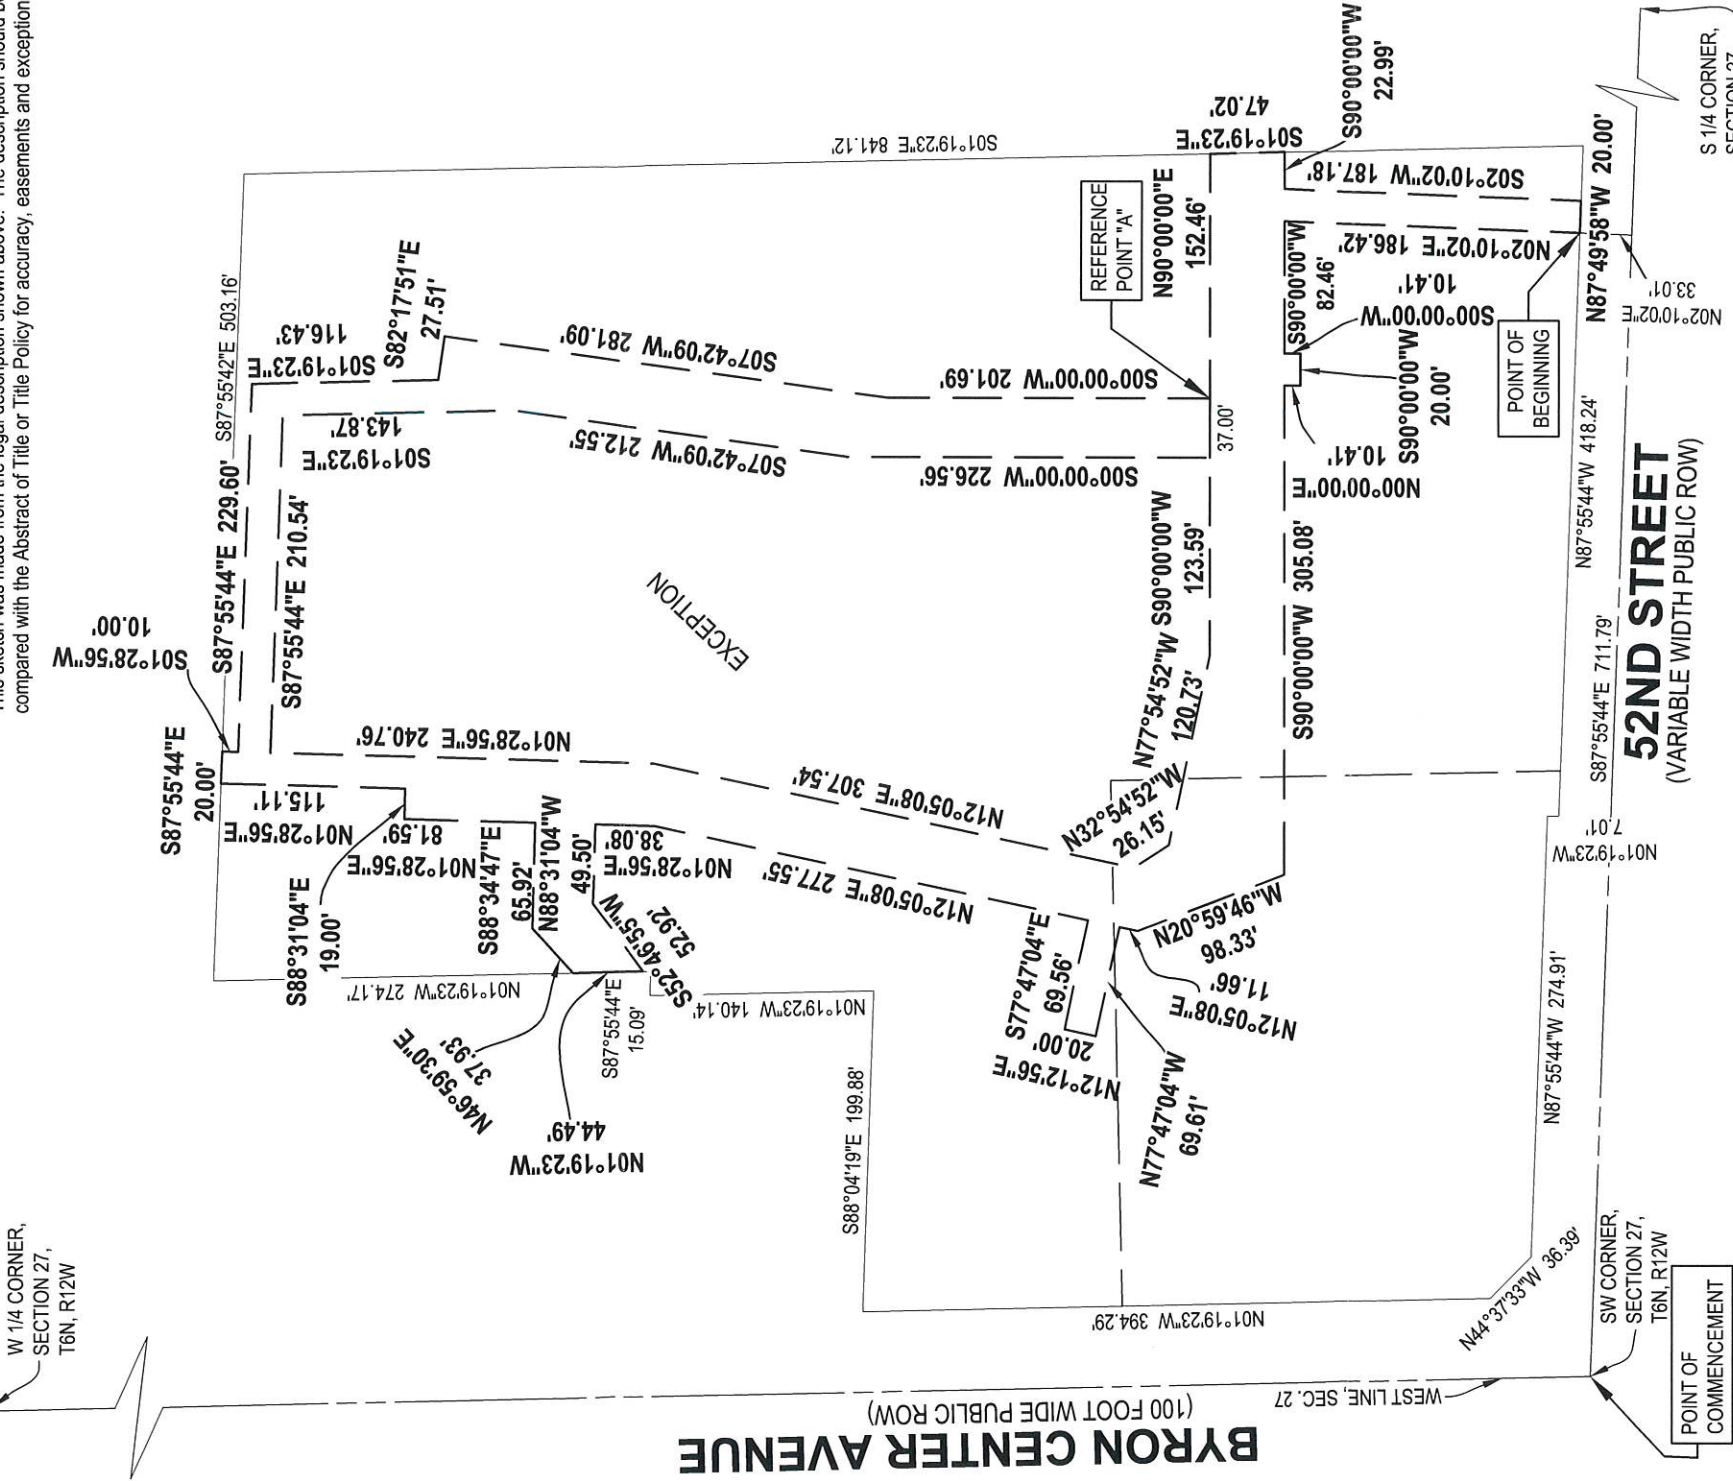 This sketch was made from the legal description shown above. The description should be
compared with the Abstract of Title or Title Policy for accuracy, easements and exception
W 1/4 CORNER,
SECTION 27,
T6N, R12W
S87°55'44"E
20.00'
S01°28'56"W
10.00'
S87°55'44"E 229.60'
S87°55'42"E 503.16'
S01°19'23"E
116.43'
S82°17'51"E
27.51'
S07°42'09"W 281.09'
S00°00'00"W 201.69'
S01°19'23"E 841.12'
S87°55'44"E 210.54'
S01°19'23"E
143.87'
S07°42'09"W 212.55'
S00°00'00"W 226.56'
N01°28'56"E
115.11'
S88°31'04"E
19.00'
N01°28'56"E
81.59'
S88°34'47"E
65.92'
N88°31'04"W
49.50'
N01°28'56"E
38.08'
S52°46'55"W
52.92'
N01°28'56"E 240.76'
N12°05'08"E 307.54'
N12°05'08"E 277.55'
EXCEPTION
N01°19'23"W 274.17'
N46°59'30"E
37.93'
N01°19'23"W
44.49'
S87°55'44"E
15.09'
N01°19'23"W 140.14'
S88°04'19"E 199.88'
N01°19'23"W 394.29'
S77°47'04"E
69.56'
N12°12'56"E
20.00'
N77°47'04"W
69.61'
N12°05'08"E
11.66'
N20°59'46"W
98.33'
N32°54'52"W
26.15'
N77°54'52"W
120.73'
S90°00'00"W
123.59'
37.00'
REFERENCE
POINT "A"
N90°00'00"E
152.46'
S01°19'23"E
47.02'
S90°00'00"W
22.99'
S02°10'02"W 187.18'
N02°10'02"E 186.42'
S90°00'00"W
82.46'
S00°00'00"W
10.41'
S90°00'00"W
20.00'
N00°00'00"E
10.41'
S90°00'00"W 305.08'
POINT OF
BEGINNING
N87°49'58"W 20.00'
N02°10'02"E
33.01'
N87°55'44"W 418.24'
S87°55'44"E 711.79'
N01°19'23"W
7.01'
N87°55'44"W 274.91'
N44°37'33"W 36.39'
52ND STREET
(VARIABLE WIDTH PUBLIC ROW)
S 1/4 CORNER,
SECTION 27
SW CORNER,
SECTION 27,
T6N, R12W
POINT OF
COMMENCEMENT
WEST LINE, SEC. 27
BYRON CENTER AVENUE
(100 FOOT WIDE PUBLIC ROW)